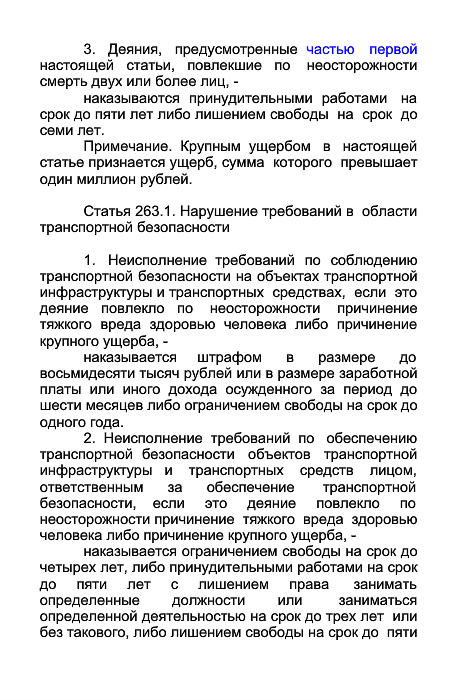 3. Деяния, предусмотренные частью первой
настоящей статьи, повлекшие по неосторожности
смерть двух или более лиц, -
наказываются принудительными работами на
срок до пяти лет либо лишением свободы на срок до
семи лет.
Примечание. Крупным ущербом в настоящей
статье признается ущерб, сумма которого превышает
один миллион рублей.
Статья 263.1. Нарушение требований в области
транспортной безопасности
1. Неисполнение требований по соблюдению
транспортной безопасности на объектах транспортной
инфраструктуры и транспортных средствах, если это
деяние повлекло по неосторожности причинение
тяжкого вреда здоровью человека либо причинение
крупного ущерба, -
наказывается штрафом в размере до
восьмидесяти тысяч рублей или в размере заработной
платы или иного дохода осужденного за период до
шести месяцев либо ограничением свободы на срок до
одного года.
2. Неисполнение требований по обеспечению
транспортной безопасности объектов транспортной
инфраструктуры и транспортных средств лицом,
ответственным за обеспечение транспортной
безопасности, если это деяние повлекло по
неосторожности причинение тяжкого вреда здоровью
человека либо причинение крупного ущерба, -
наказывается ограничением свободы на срок до
четырех лет, либо принудительными работами на срок
до пяти лет с лишением права занимать
определенные должности или заниматься
определенной деятельностью на срок до трех лет или
без такового, либо лишением свободы на срок до пяти